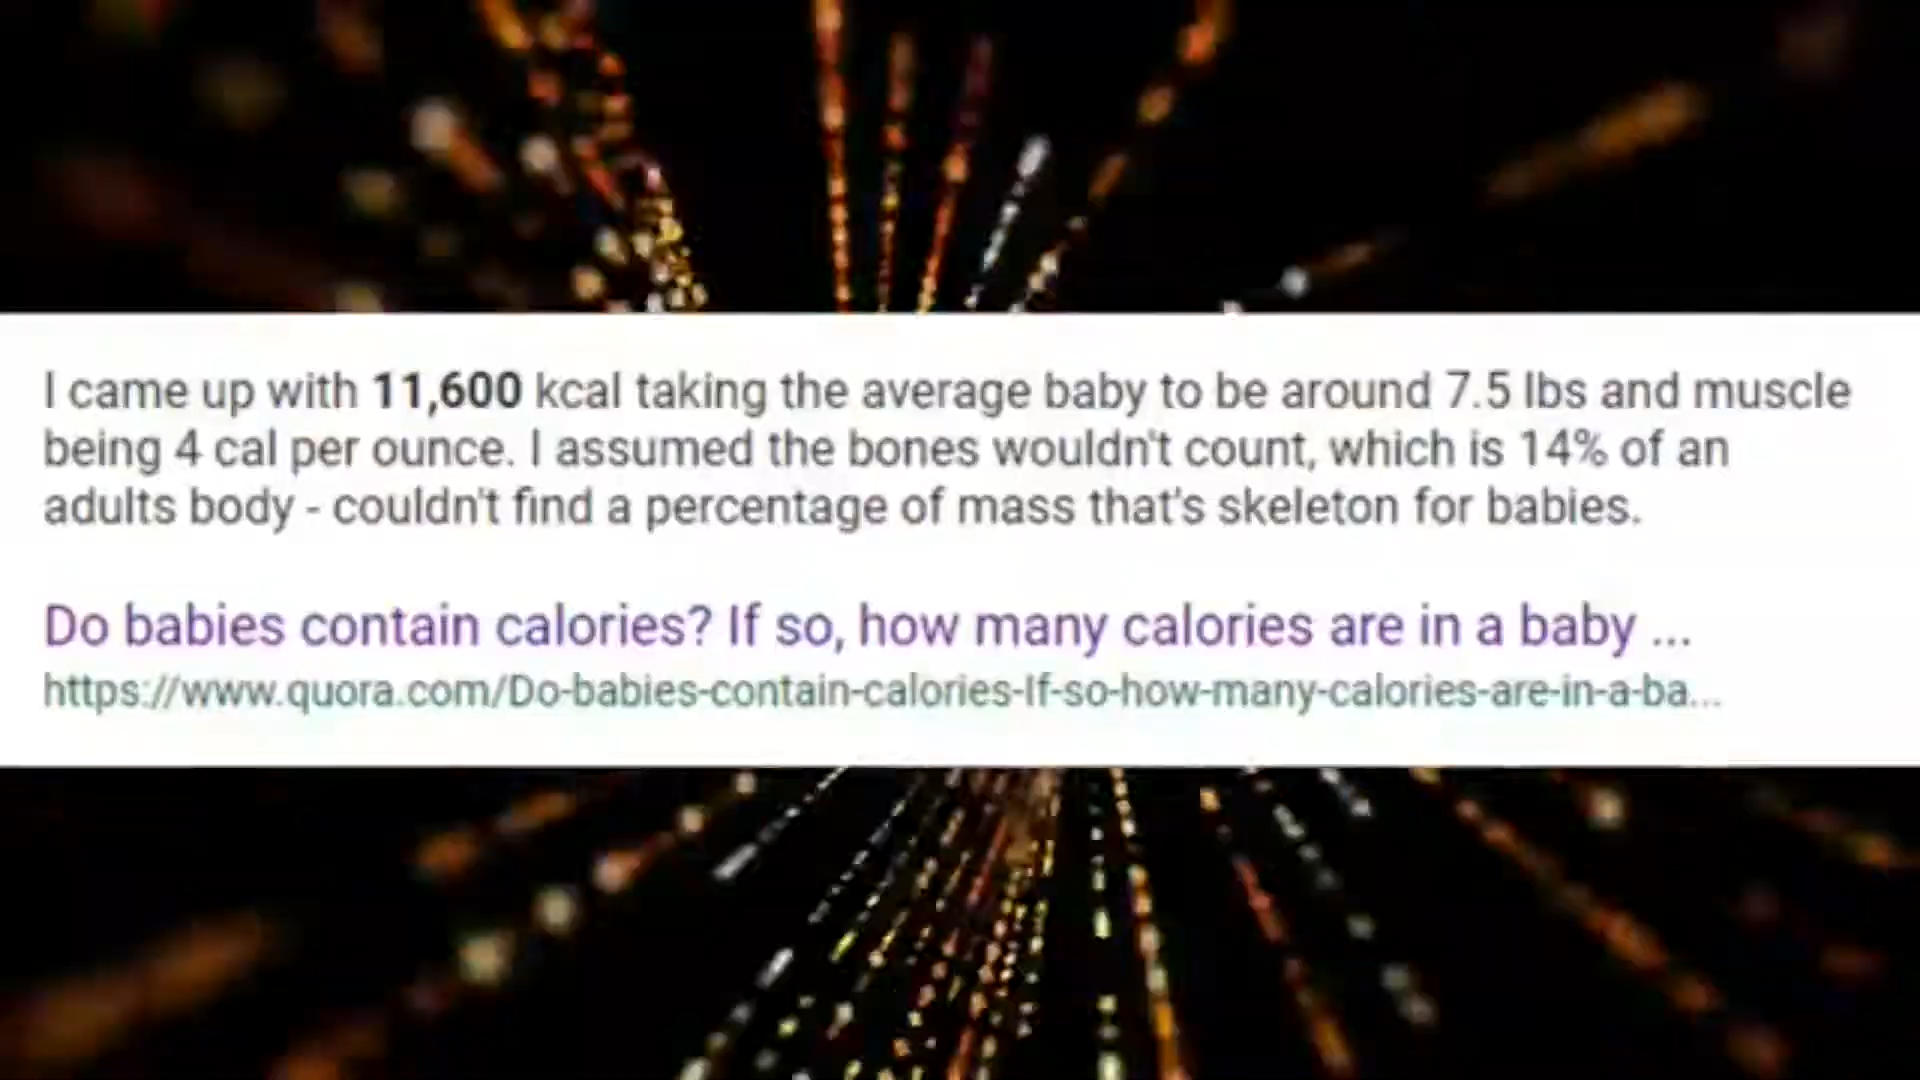 I came up with 11,600 kcal taking the average baby to be around 7.5 lbs and muscle
being 4 cal per ounce. I assumed the bones wouldn't count, which is 14% of an
adults body - couldn't find a percentage of mass that's skeleton for babies.
Do babies contain calories? If so, how many calories are in a baby ...
https://www.quora.com/Do-babies-contain-calories-If-so-how-many-calories-are-in-a-ba...